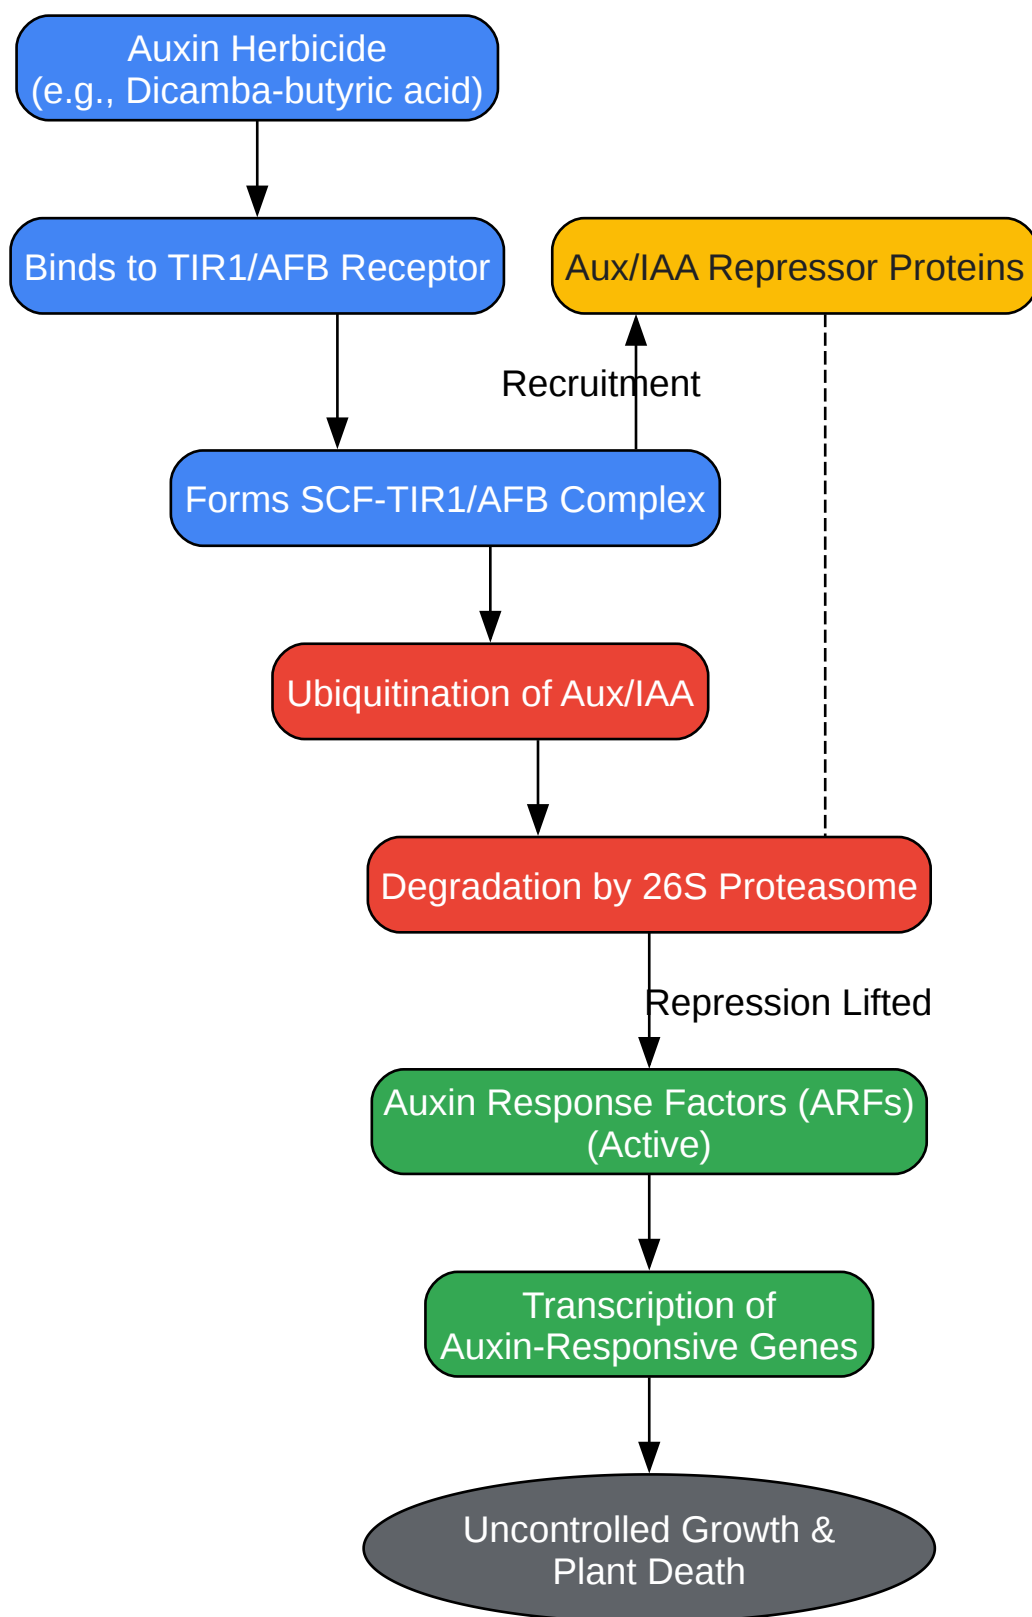 Auxin Herbicide
(e.g., Dicamba-butyric acid)
Binds to TIR1/AFB Receptor
Aux/IAA Repressor Proteins
Recruitment
Forms SCF-TIR1/AFB Complex
Ubiquitination of Aux/IAA
Degradation by 26S Proteasome
Repression Lifted
Auxin Response Factors (ARFs)
(Active)
Transcription of
Auxin-Responsive Genes
Uncontrolled Growth &
Plant Death